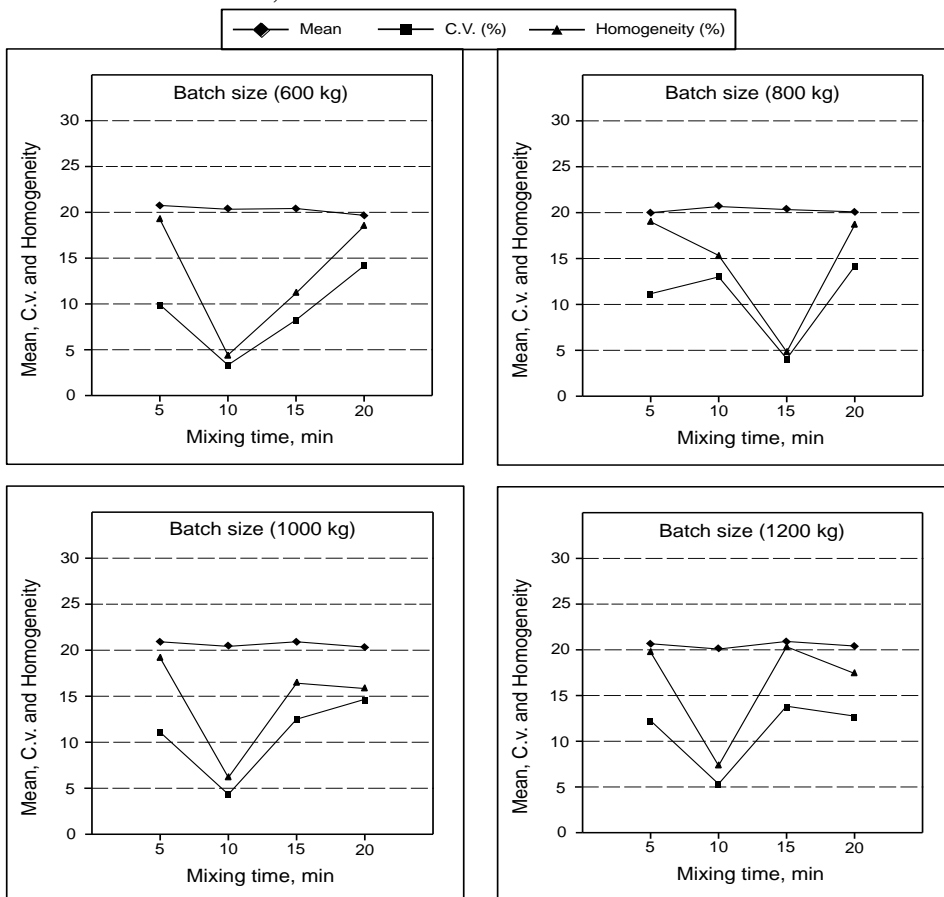 Mean C.V. (%) Homogeneity (%)
Batch size (600 kg)
Mean, C.v. and Homogeneity
30
25
20
15
10
5
0
5 10 15 20
Mixing time, min
Batch size (800 kg)
Mean, C.v. and Homogeneity
30
25
20
15
10
5
0
5 10 15 20
Mixing time, min
Batch size (1000 kg)
Mean, C.v. and Homogeneity
30
25
20
15
10
5
0
5 10 15 20
Mixing time, min
Batch size (1200 kg)
Mean, C.v. and Homogeneity
30
25
20
15
10
5
0
5 10 15 20
Mixing time, min